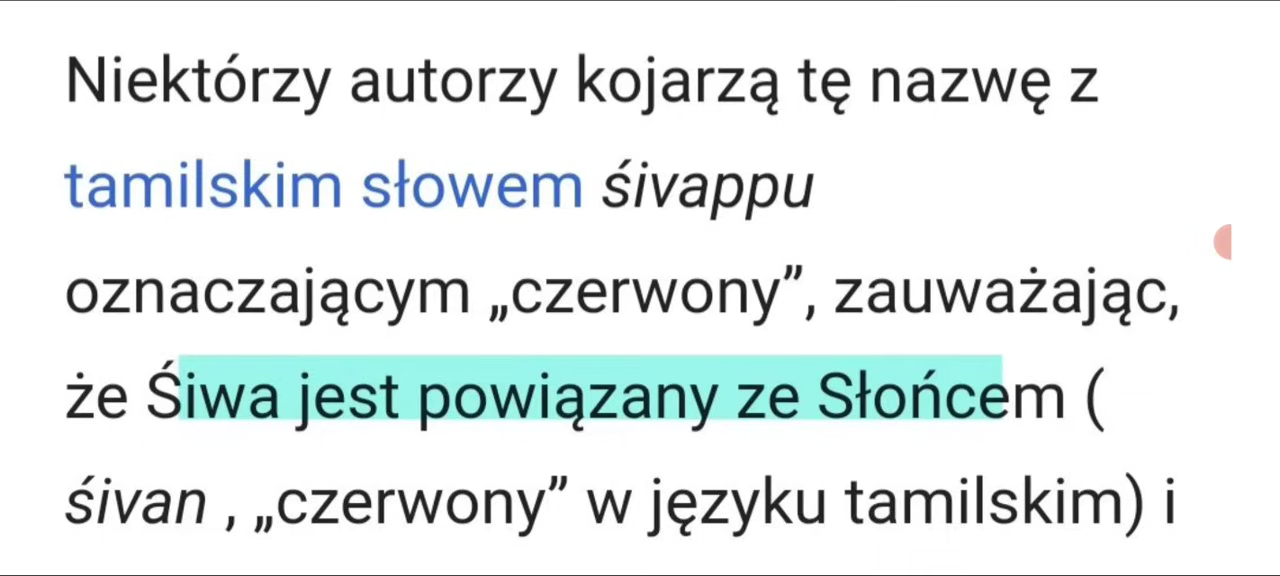 Niektórzy autorzy kojarzą tę nazwę z
tamilskim słowem śivappu
oznaczającym „czerwony”, zauważając,
że Śiwa jest powiązany ze Słońcem (
śivan , „czerwony” w języku tamilskim) i